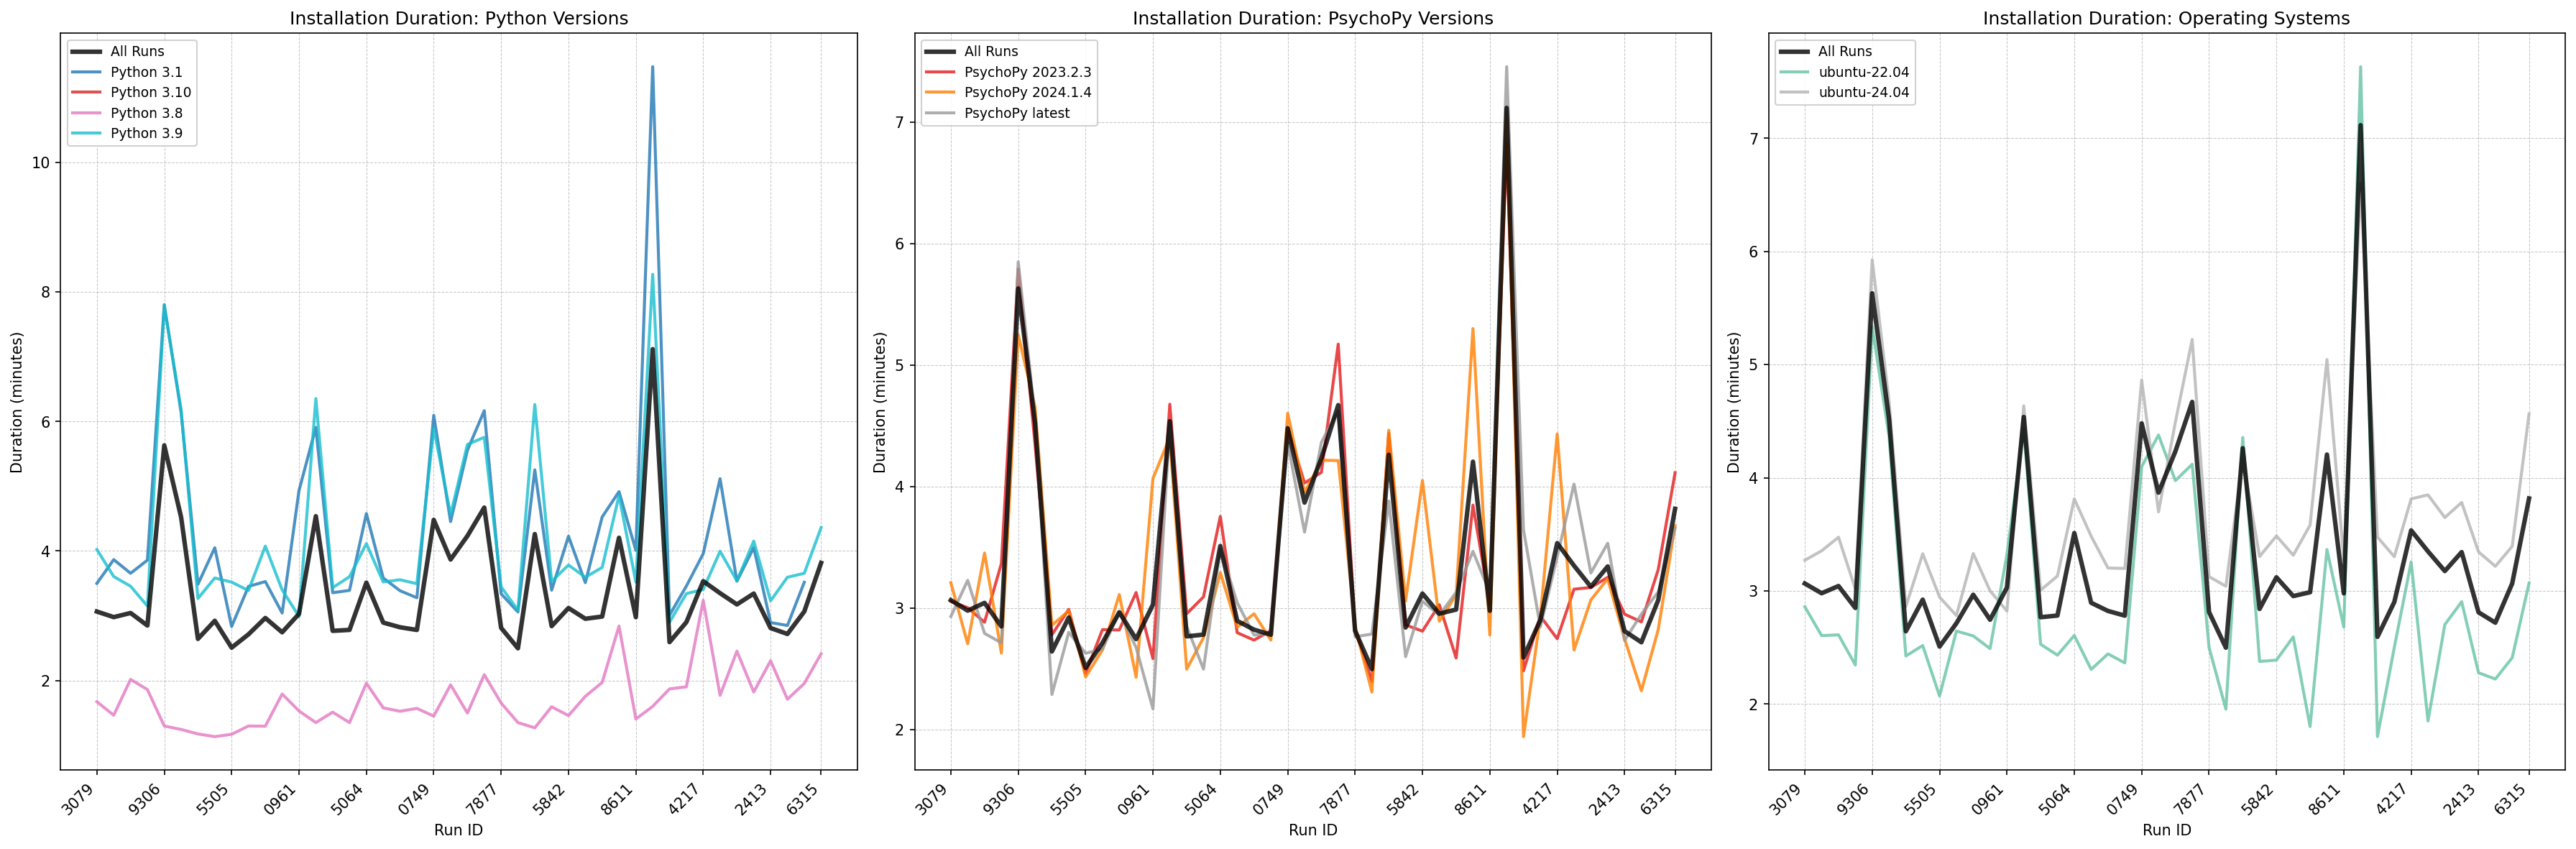 Installation Duration: Python Versions
All Runs
Python 3.1
Python 3.10
Python 3.8
Python 3.9
10
8
6
4
2
Duration (minutes)
3079
9306
5505
0961
5064
0749
7877
5842
8611
4217
2413
6315
Run ID
Installation Duration: PsychoPy Versions
All Runs
PsychoPy 2023.2.3
PsychoPy 2024.1.4
PsychoPy latest
7
6
5
4
3
2
Duration (minutes)
3079
9306
5505
0961
5064
0749
7877
5842
8611
4217
2413
6315
Run ID
Installation Duration: Operating Systems
All Runs
ubuntu-22.04
ubuntu-24.04
7
6
5
4
3
2
Duration (minutes)
3079
9306
5505
0961
5064
0749
7877
5842
8611
4217
2413
6315
Run ID